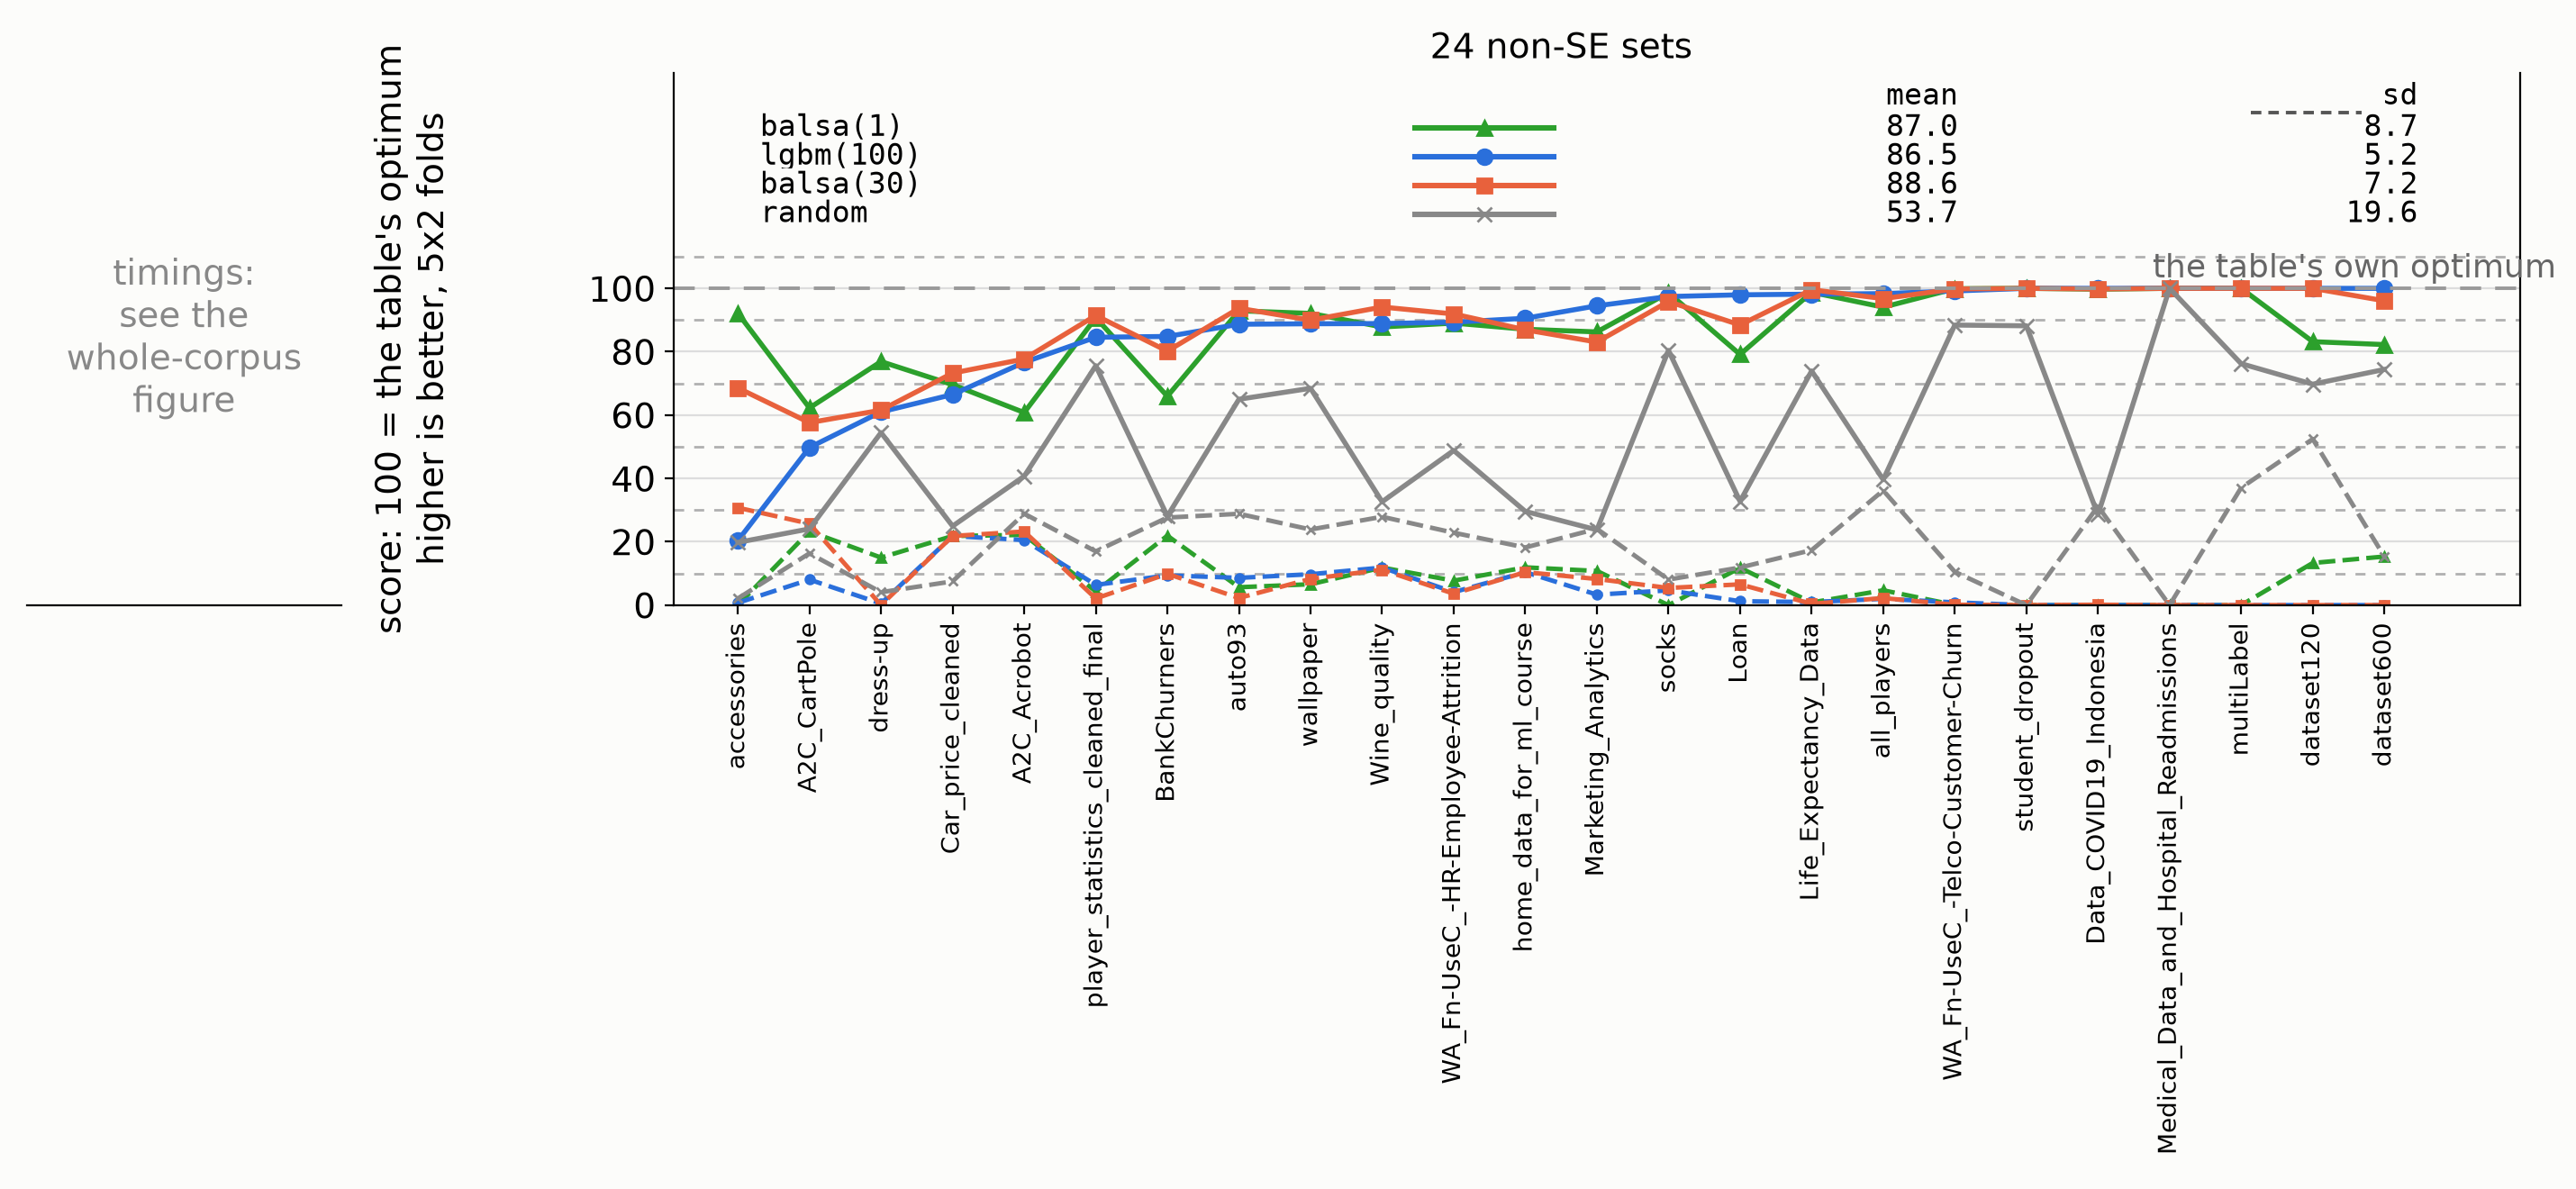 24 non-SE sets
mean sd
balsa(1) 87.0 8.7
lgbm(100) 86.5 5.2
balsa(30) 88.6 7.2
random 53.7 19.6
the table's own optimum
timings:
see the
whole-corpus
figure
score: 100 = the table's optimum
higher is better, 5x2 folds
100
80
60
40
20
0
accessories
A2C_CartPole
dress-up
Car_price_cleaned
A2C_Acrobot
player_statistics_cleaned_final
BankChurners
auto93
wallpaper
Wine_quality
WA_Fn-UseC_-HR-Employee-Attrition
home_data_for_ml_course
Marketing_Analytics
socks
Loan
Life_Expectancy_Data
all_players
WA_Fn-UseC_-Telco-Customer-Churn
student_dropout
Data_COVID19_Indonesia
Medical_Data_and_Hospital_Readmissions
multiLabel
dataset120
dataset600